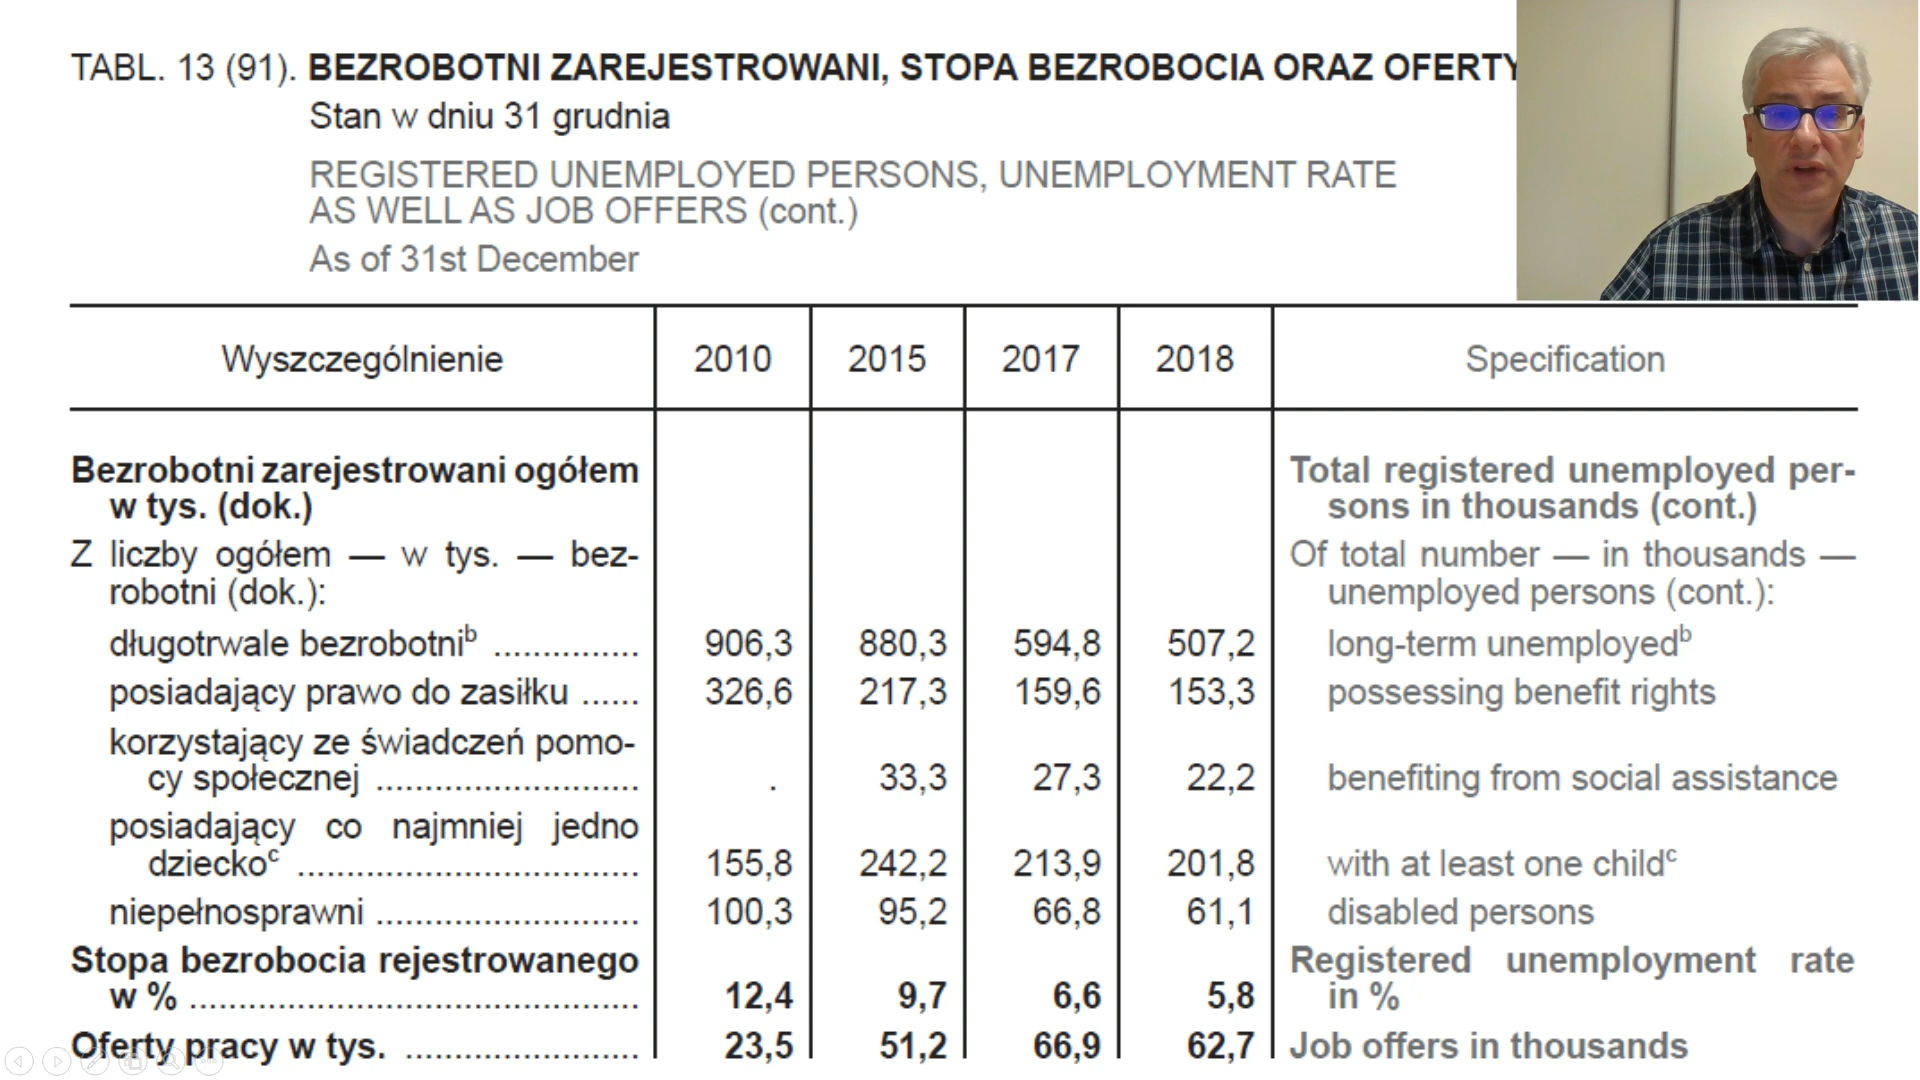 TABL. 13 (91). BEZROBOTNI ZAREJESTROWANI, STOPA BEZROBOCIA ORAZ OFERTY
Stan w dniu 31 grudnia
REGISTERED UNEMPLOYED PERSONS, UNEMPLOYMENT RATE
AS WELL AS JOB OFFERS (cont.)
As of 31st December
Wyszczególnienie 2010 2015 2017 2018 Specification
Bezrobotni zarejestrowani ogółem Total registered unemployed per-
w tys. (dok.) sons in thousands (cont.)
Z liczby ogółem — w tys. — bez- Of total number — in thousands —
robotni (dok.): unemployed persons (cont.):
długotrwale bezrobotniᵇ ............... 906,3 880,3 594,8 507,2 long-term unemployedᵇ
posiadający prawo do zasiłku ...... 326,6 217,3 159,6 153,3 possessing benefit rights
korzystający ze świadczeń pomo-
cy społecznej ........................... . 33,3 27,3 22,2 benefiting from social assistance
posiadający co najmniej jedno
dzieckoᶜ ................................... 155,8 242,2 213,9 201,8 with at least one childᶜ
niepełnosprawni ........................... 100,3 95,2 66,8 61,1 disabled persons
Stopa bezrobocia rejestrowanego Registered unemployment rate
w % .............................................. 12,4 9,7 6,6 5,8 in %
Oferty pracy w tys. ........................ 23,5 51,2 66,9 62,7 Job offers in thousands